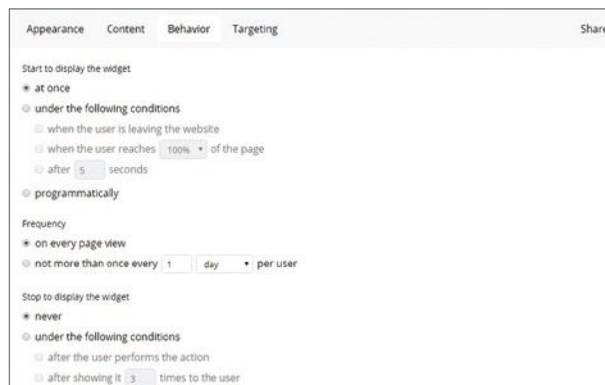 Appearance Content Behavior Targeting Share
Start to display the widget
at once
under the following conditions
when the user is leaving the website
when the user reaches 100% of the page
after 5 seconds
programmatically
Frequency
on every page view
not more than once every 1 day per user
Stop to display the widget
never
under the following conditions
after the user performs the action
after showing it 3 times to the user